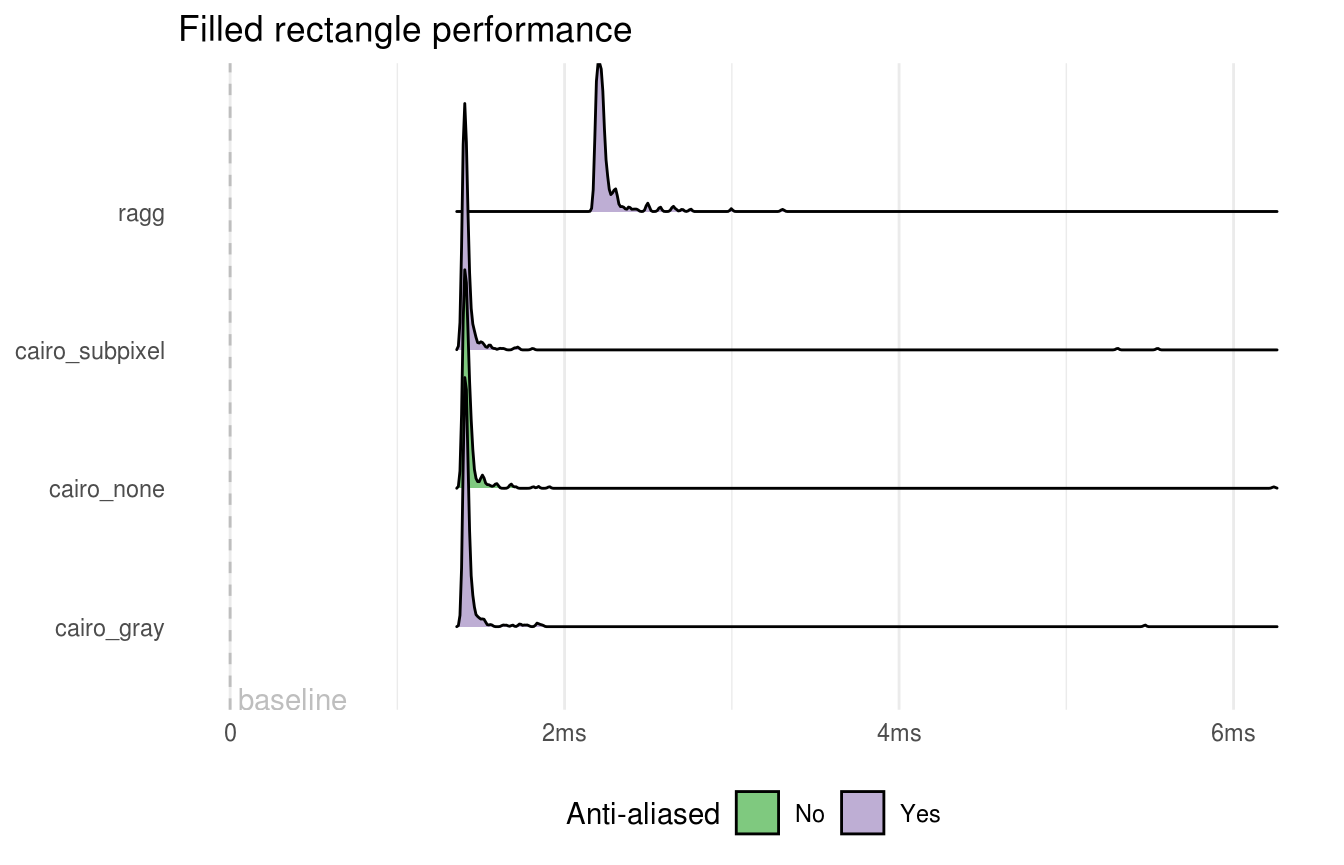 Filled rectangle performance
ragg
cairo_subpixel
cairo_none
cairo_gray
baseline
0 2ms 4ms 6ms
Anti-aliased No Yes